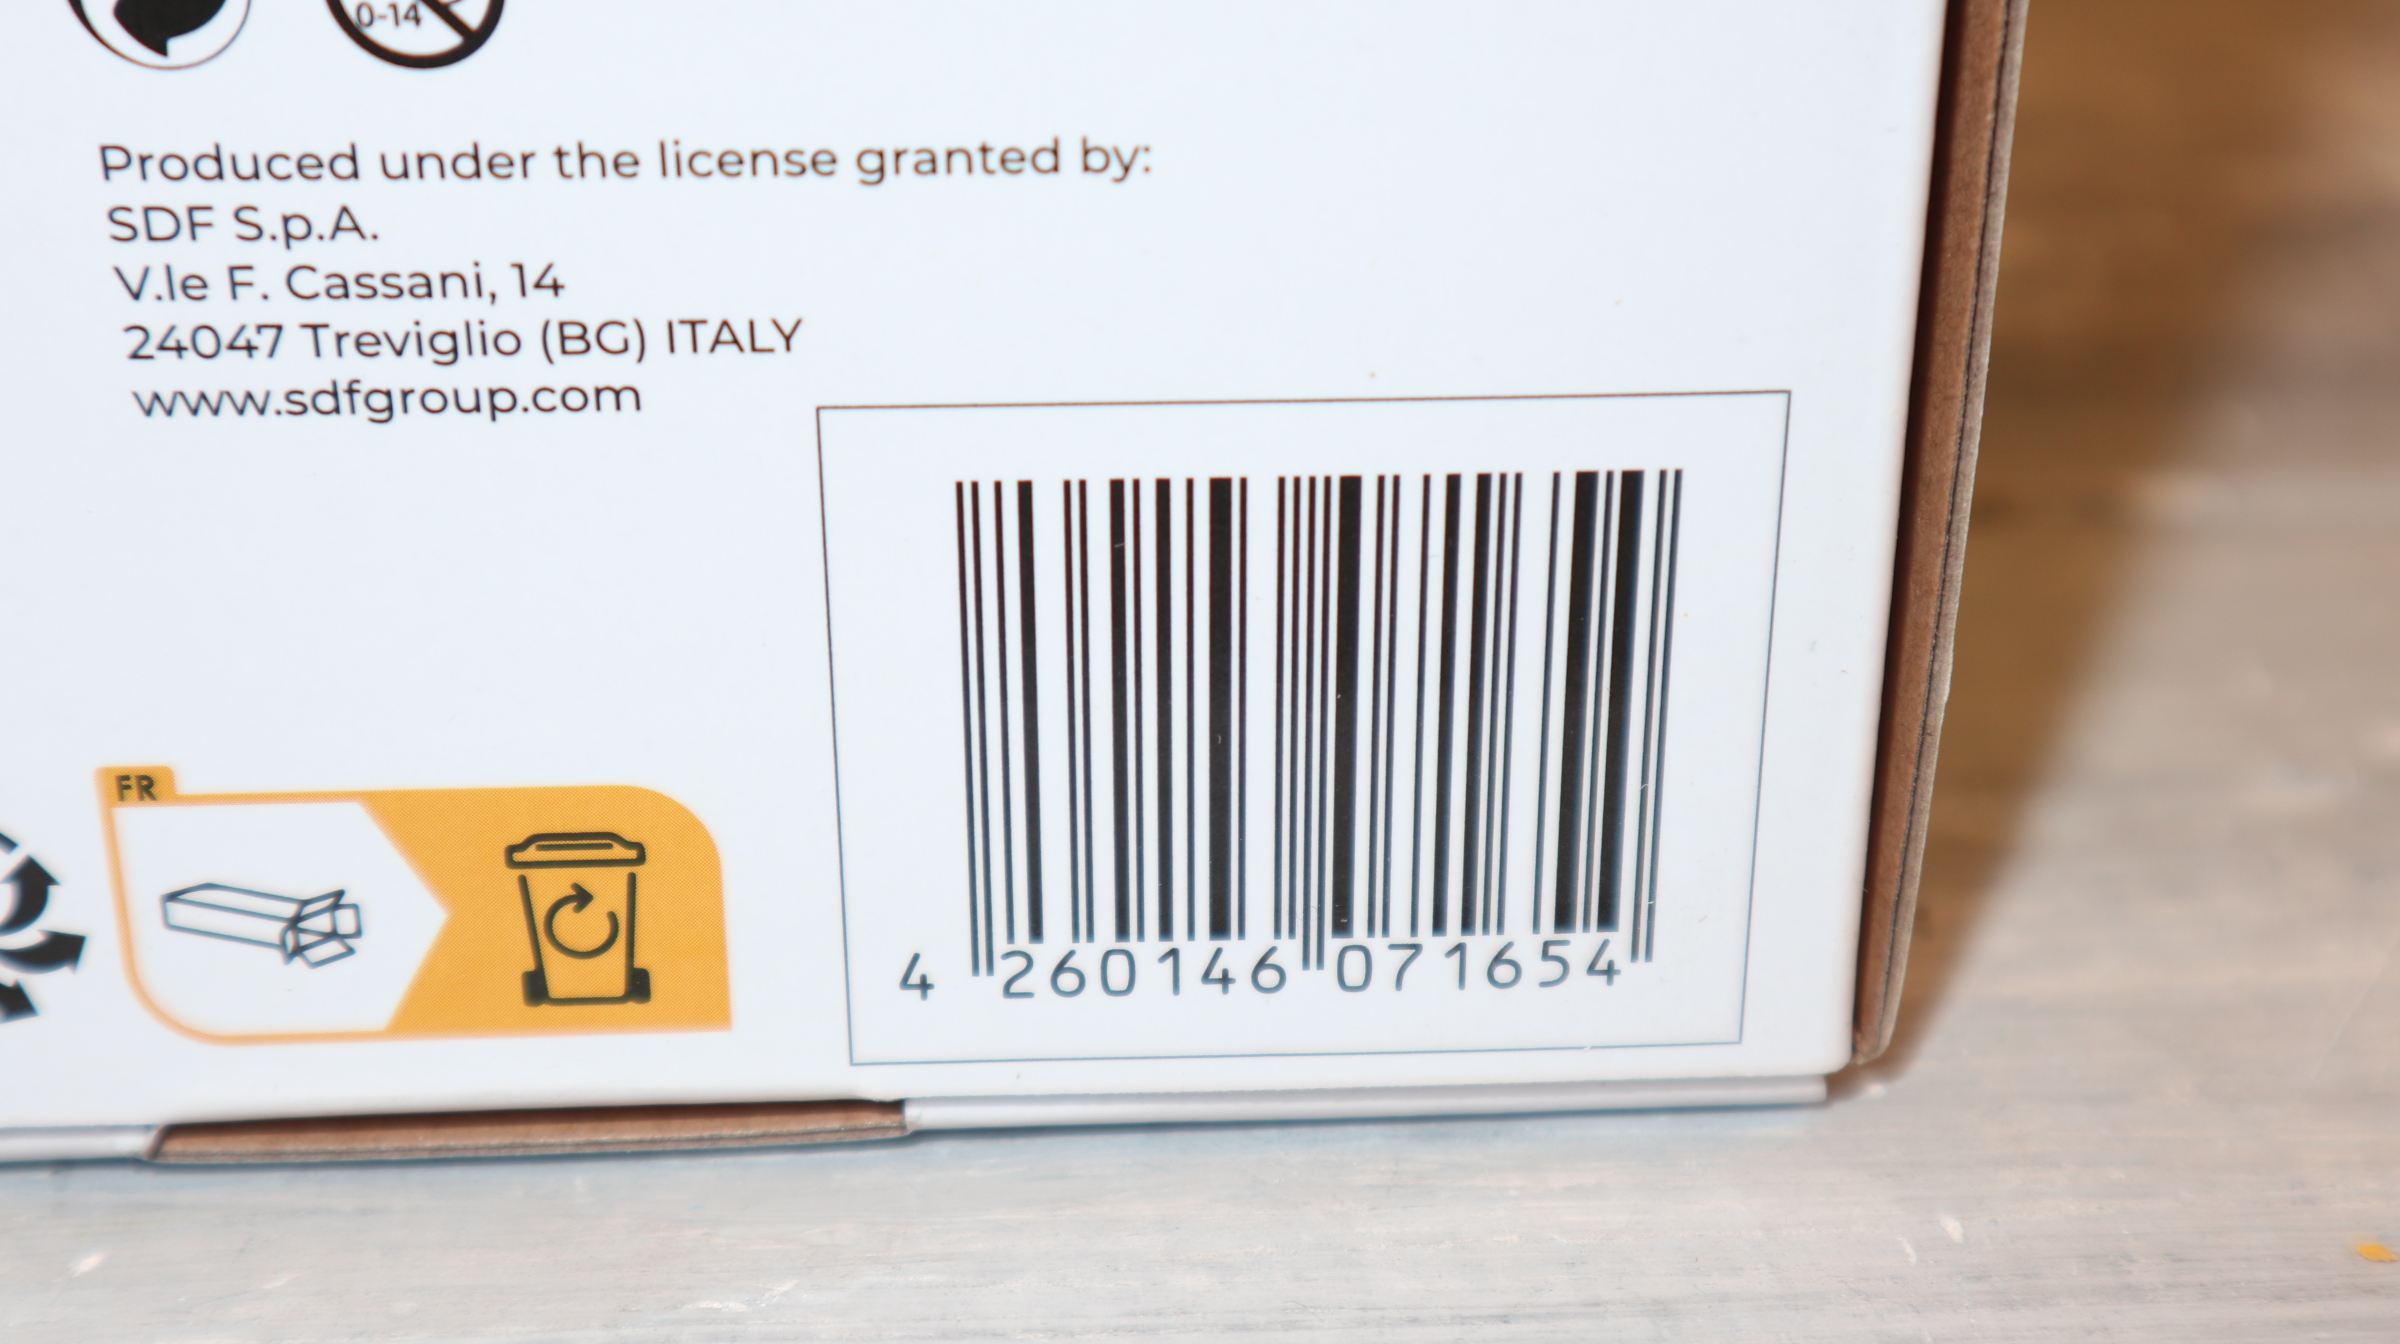 0-14
Produced under the license granted by:
SDF S.p.A.
V.le F. Cassani, 14
24047 Treviglio (BG) ITALY
www.sdfgroup.com
FR
4 260146 071654